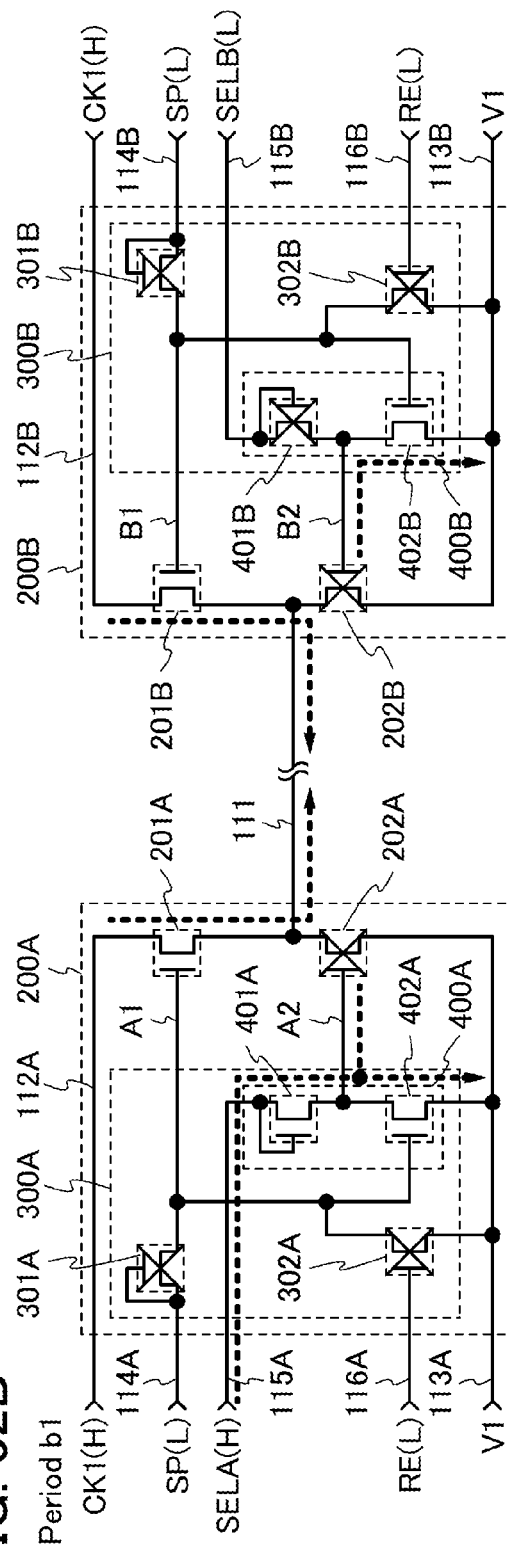 Period b1
301A 300A 112A 200A 200B 112B 300B 301B
CK1(H) CK1(H)
114A 114B
SP(L) A1 201A 111 201B B1 SP(L)
SELA(H) SELB(L)
115A 302A 401A A2 202A 202B 401B B2 302B 115B
116A 402A 402B 116B
RE(L) 400A 400B RE(L)
113A 113B
V1 V1